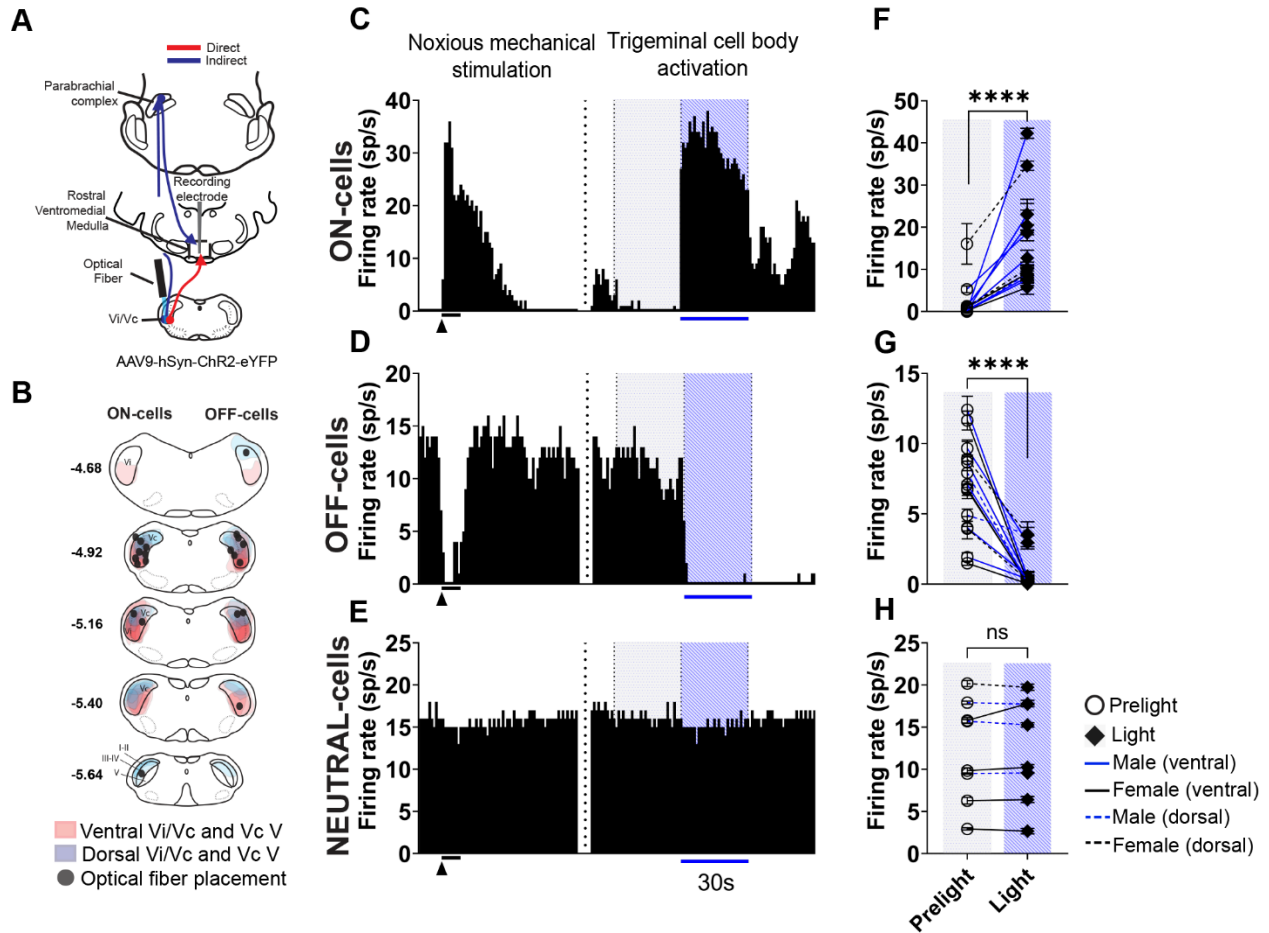 A
Direct
Indirect
Parabrachial
complex
Recording
electrode
Rostral
Ventromedial
Medulla
Optical
Fiber
Vi/Vc
AAV9-hSyn-ChR2-eYFP
B
ON-cells OFF-cells
-4.68
Vi
-4.92
Vc
-5.16
Vc
Vi
-5.40
Vc
-5.64
I-II
III-IV
V
Ventral Vi/Vc and Vc V
Dorsal Vi/Vc and Vc V
Optical fiber placement
C
Noxious mechanical
stimulation
Trigeminal cell body
activation
ON-cells
Firing rate (sp/s)
40
30
20
10
0
D
OFF-cells
Firing rate (sp/s)
20
15
10
5
0
E
NEUTRAL-cells
Firing rate (sp/s)
25
20
15
10
5
0
30s
F
Firing rate (sp/s)
50
40
30
20
10
0
****
G
Firing rate (sp/s)
15
10
5
0
****
H
Firing rate (sp/s)
25
20
15
10
5
0
ns
Prelight
Light
Prelight
Light
Male (ventral)
Female (ventral)
Male (dorsal)
Female (dorsal)